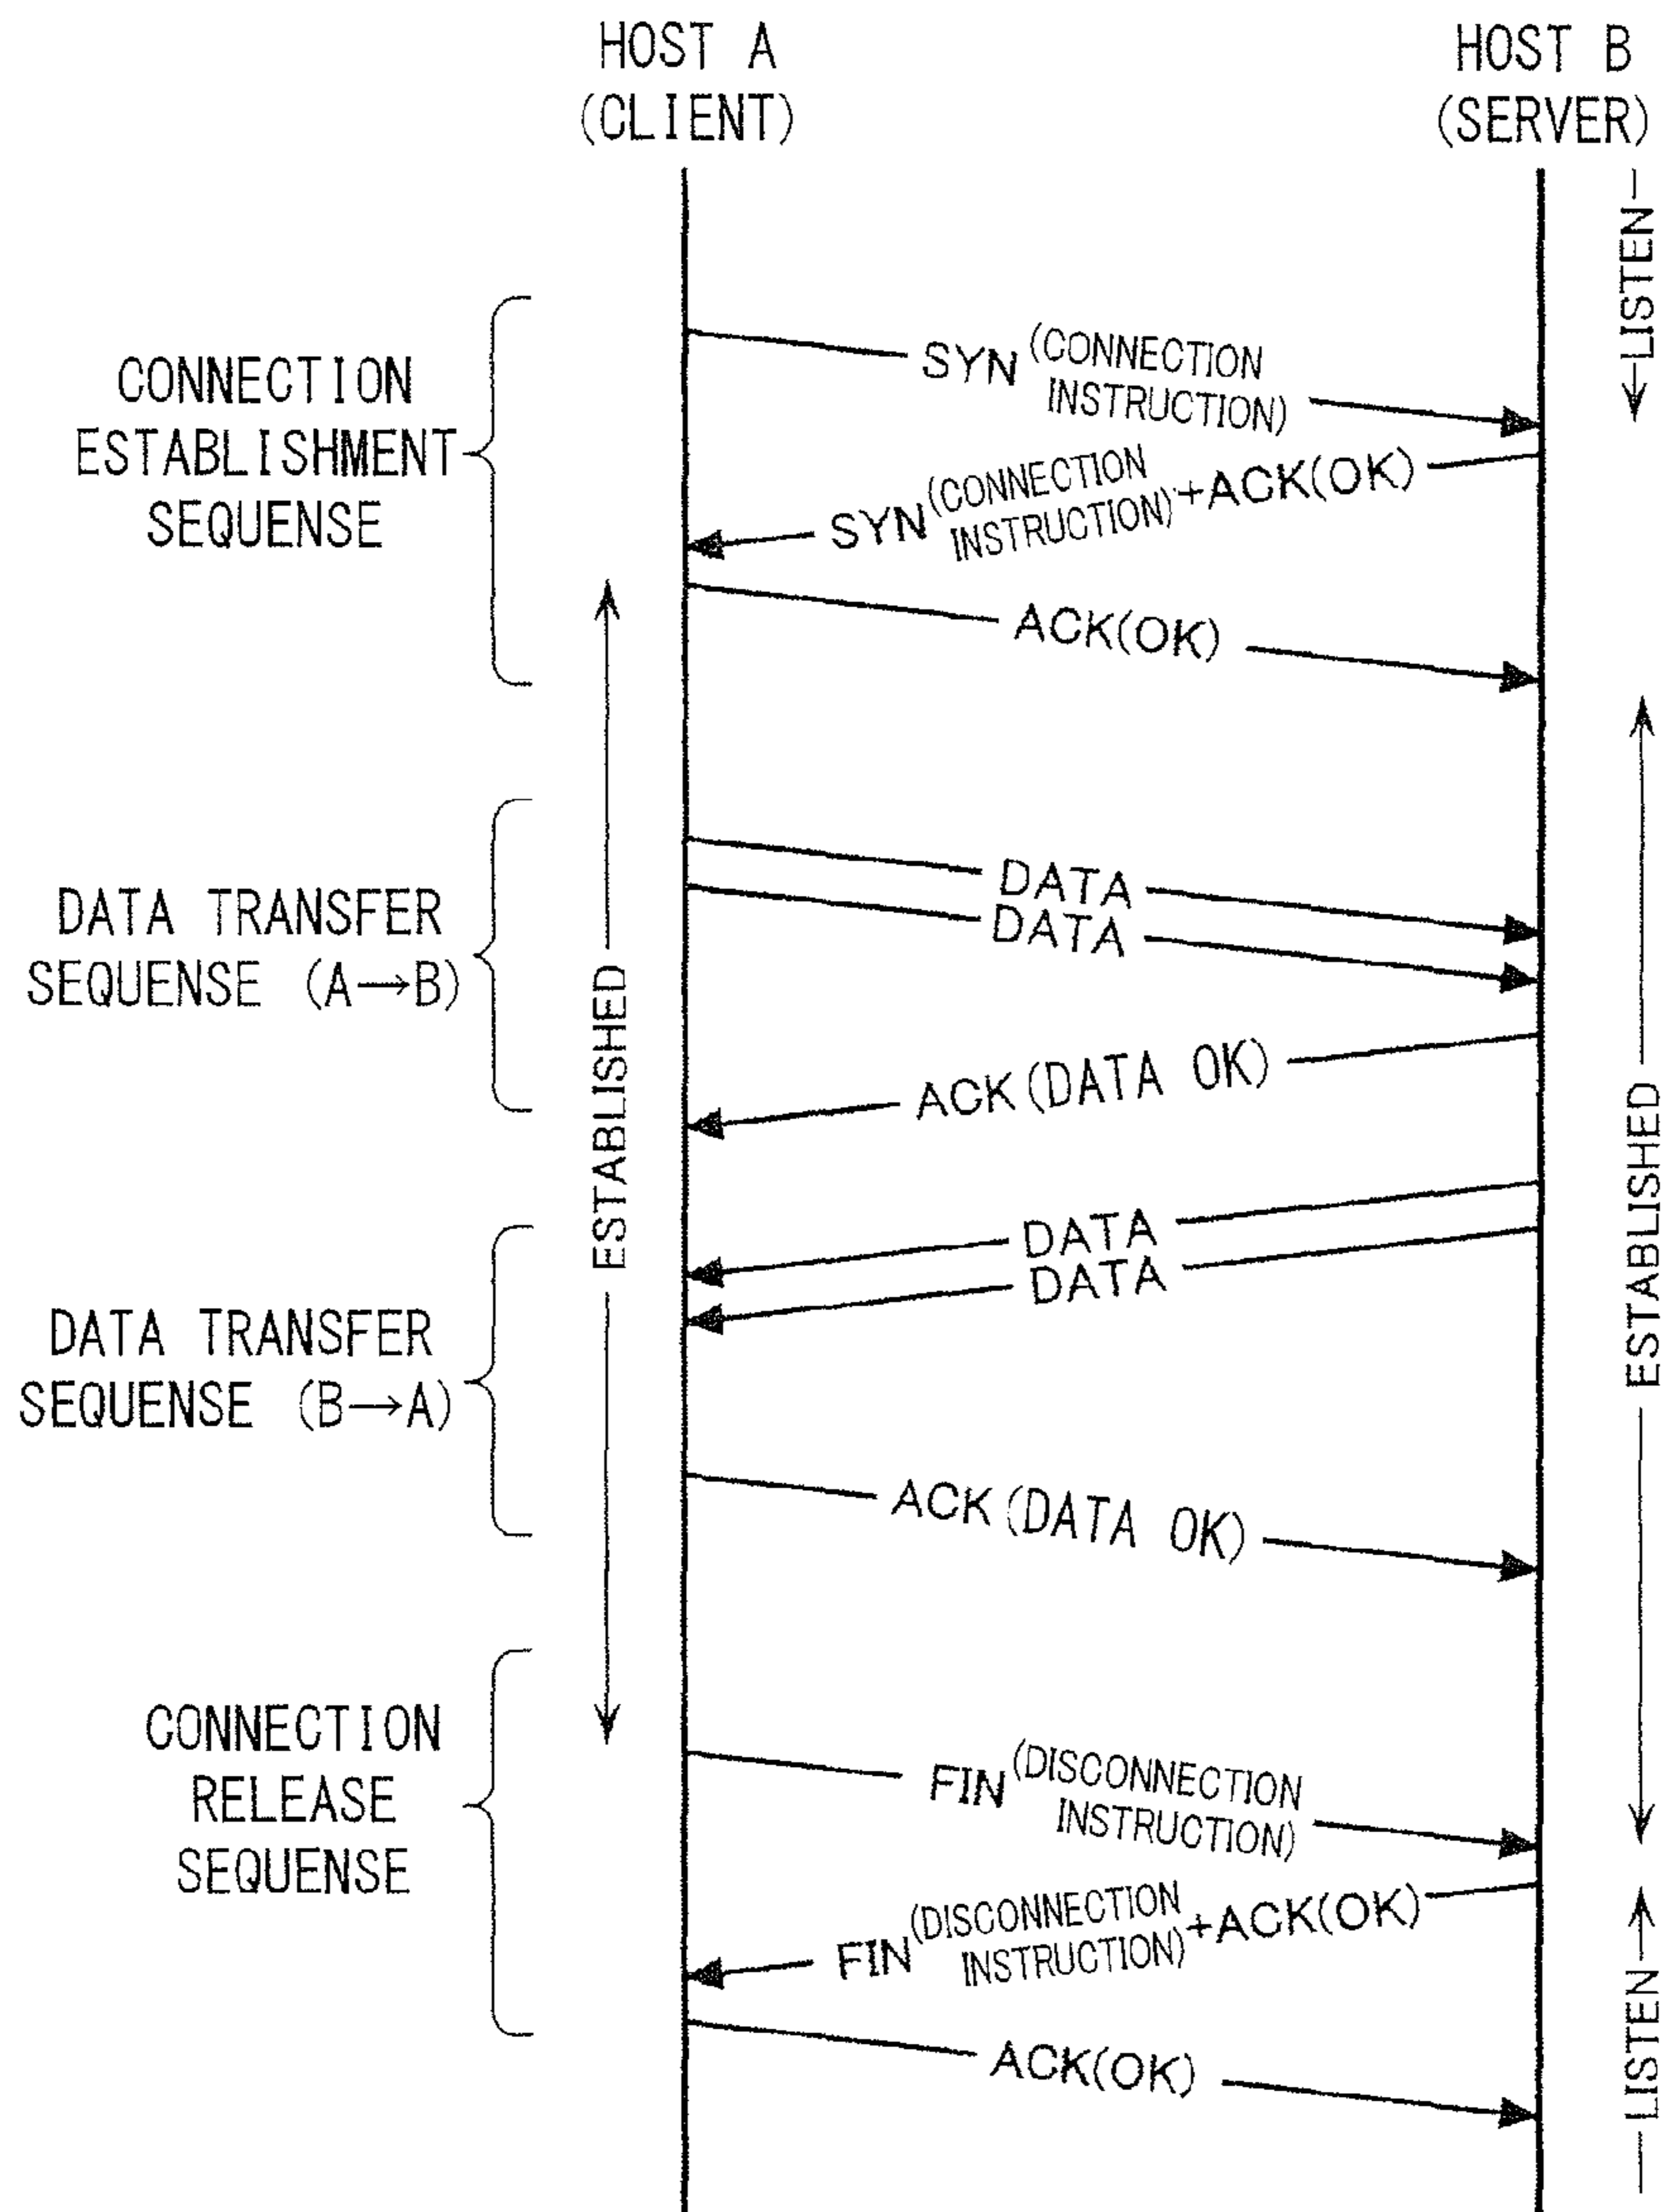 HOST A
(CLIENT)
HOST B
(SERVER)
LISTEN
CONNECTION
ESTABLISHMENT
SEQUENSE
SYN (CONNECTION
INSTRUCTION)
SYN (CONNECTION
INSTRUCTION) +ACK(OK)
ACK(OK)
ESTABLISHED
ESTABLISHED
DATA TRANSFER
SEQUENSE (A→B)
DATA
DATA
ACK (DATA OK)
DATA TRANSFER
SEQUENSE (B→A)
DATA
DATA
ACK (DATA OK)
CONNECTION
RELEASE
SEQUENSE
FIN (DISCONNECTION
INSTRUCTION)
FIN (DISCONNECTION
INSTRUCTION) +ACK(OK)
ACK(OK)
LISTEN